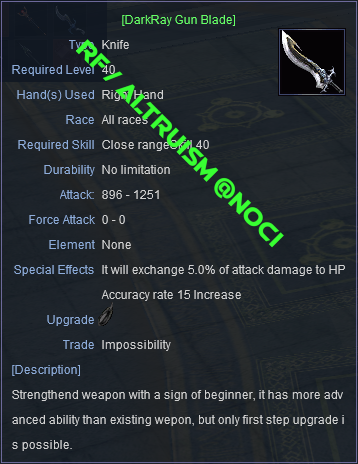 [DarkRay Gun Blade]
Type Knife
Required Level 40
Hand(s) Used Right Hand
Race All races
Required Skill Close range Skill 40
Durability No limitation
Attack: 896 - 1251
Force Attack 0 - 0
Element None
Special Effects It will exchange 5.0% of attack damage to HP
Accuracy rate 15 Increase
Upgrade
Trade Impossibility
[Description]
Strengthend weapon with a sign of beginner, it has more adv
anced ability than existing wepon, but only first step upgrade i
s possible.
RF/ ALTRUISM @NOCI